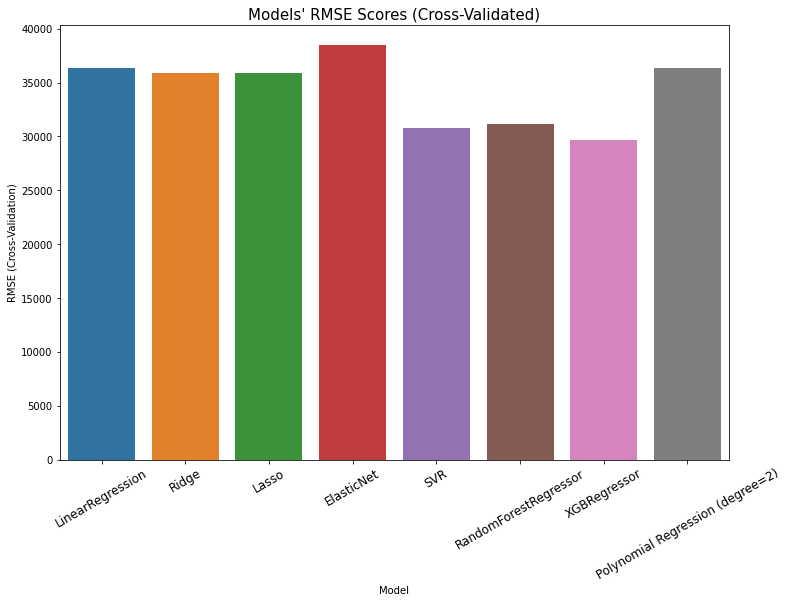 Models' RMSE Scores (Cross-Validated)
RMSE (Cross-Validation)
40000
35000
30000
25000
20000
15000
10000
5000
0
LinearRegression
Ridge
Lasso
ElasticNet
SVR
RandomForestRegressor
XGBRegressor
Polynomial Regression (degree=2)
Model